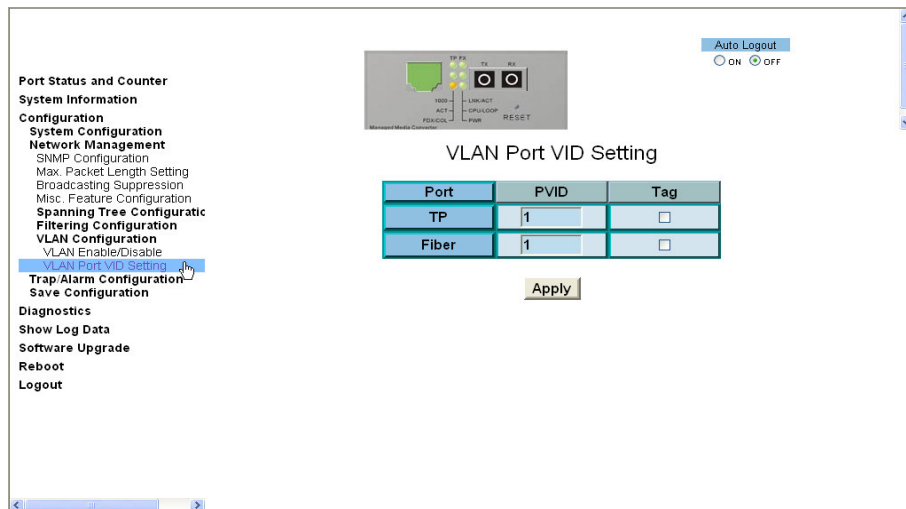 Auto Logout
ON OFF
TP FX
TX RX
1000 LINK/ACT
ACT CPU/LOOP
FDX/COL PWR
RESET
Managed Media Converter
Port Status and Counter
System Information
Configuration
System Configuration
Network Management
SNMP Configuration
Max. Packet Length Setting
Broadcasting Suppression
Misc. Feature Configuration
Spanning Tree Configuratic
Filtering Configuration
VLAN Configuration
VLAN Enable/Disable
VLAN Port VID Setting
Trap/Alarm Configuration
Save Configuration
Diagnostics
Show Log Data
Software Upgrade
Reboot
Logout
VLAN Port VID Setting
Port PVID Tag
TP 1
Fiber 1
Apply